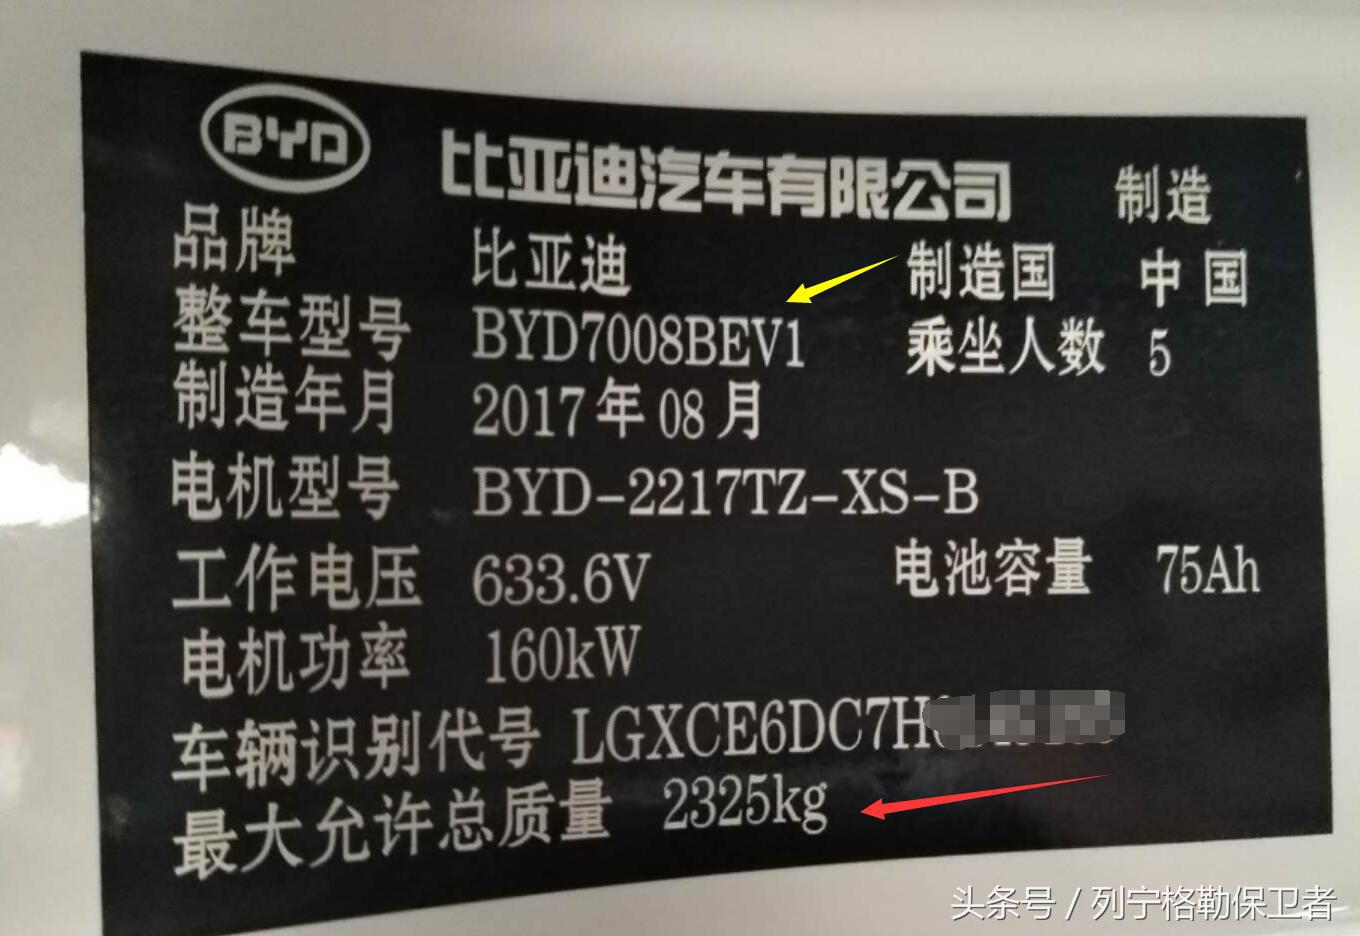 BYD 比亚迪汽车有限公司 制造
品牌 比亚迪 制造国 中国
整车型号 BYD7008BEV1 乘坐人数 5
制造年月 2017年08月
电机型号 BYD-2217TZ-XS-B
工作电压 633.6V 电池容量 75Ah
电机功率 160kW
车辆识别代号 LGXCE6DC7H
最大允许总质量 2325kg
头条号 / 列宁格勒保卫者